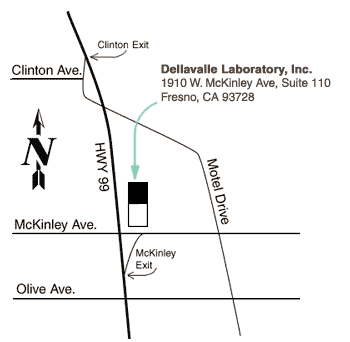 Clinton Exit
Clinton Ave.
Dellavalle Laboratory, Inc.
1910 W. McKinley Ave, Suite 110
Fresno, CA 93728
N
HWY 99
Motel Drive
McKinley Ave.
McKinley
Exit
Olive Ave.